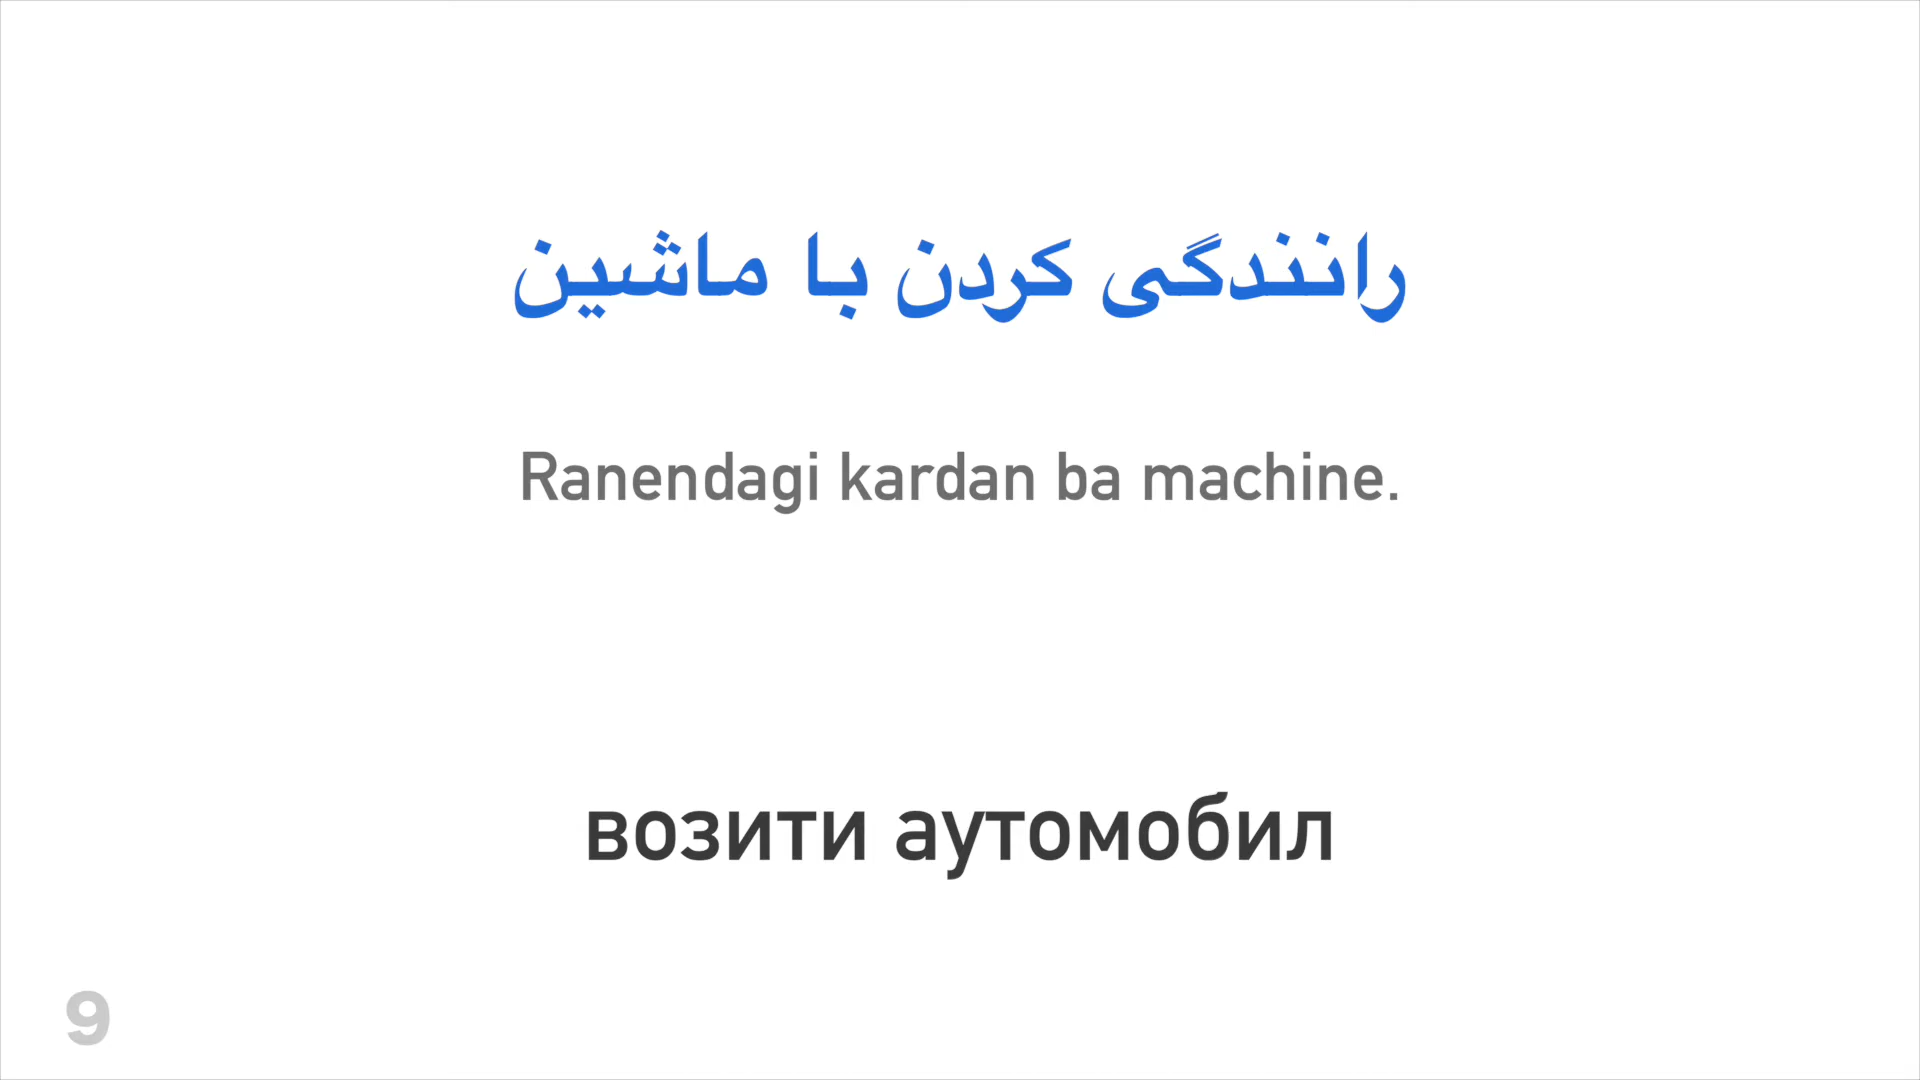 رانندگی کردن با ماشین
Ranendagi kardan ba machine.
возити аутомобил
9